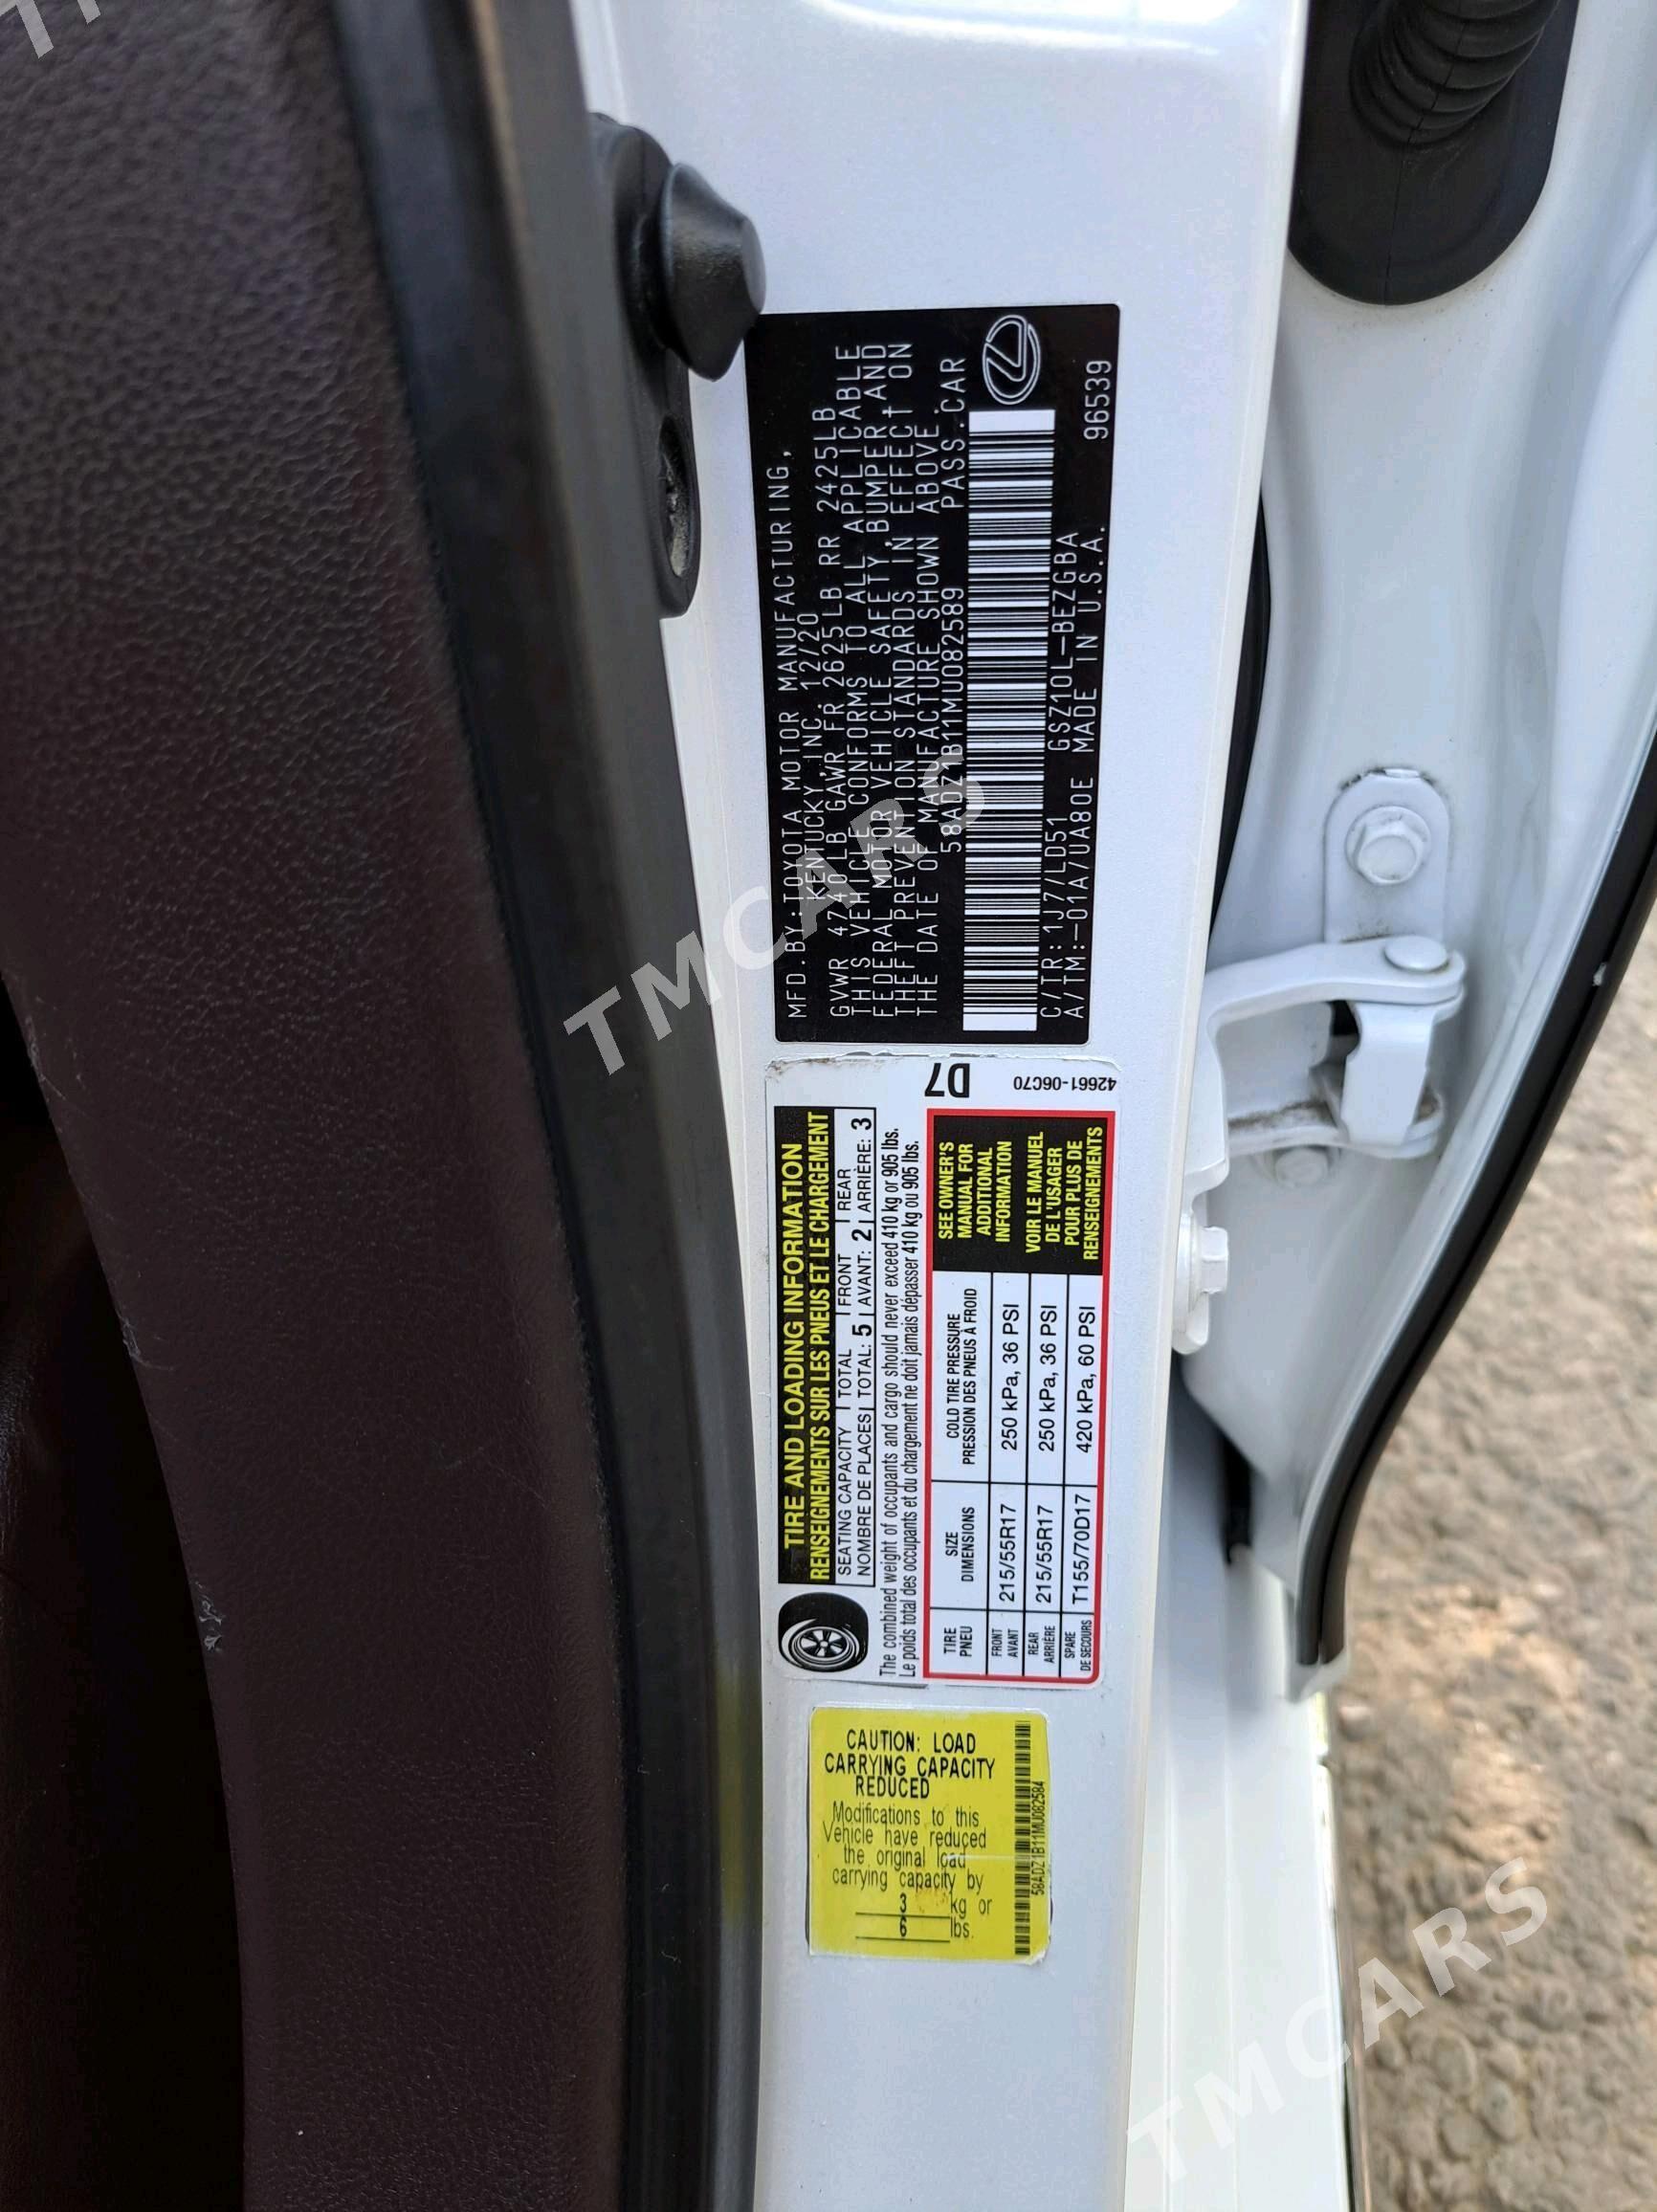 MFD.BY:TOYOTA MOTOR MANUFACTURING,
KENTUCKY,INC. 12/20
GVWR 4740LB GAWR FR 2625LB RR 2425LB
THIS VEHICLE CONFORMS TO ALL APPLICABLE
FEDERAL MOTOR VEHICLE SAFETY,BUMPER,AND
THEFT PREVENTION STANDARDS IN EFFECT ON
THE DATE OF MANUFACTURE SHOWN ABOVE.
58ADZ1B11MU082589 PASS.CAR
C/TR:1J7/LD51 GSZ10L-BEZGBA
A/TM:-01A/UA80E MADE IN U.S.A. 96539
TIRE AND LOADING INFORMATION
RENSEIGNEMENTS SUR LES PNEUS ET LE CHARGEMENT
SEATING CAPACITY TOTAL FRONT REAR
NOMBRE DE PLACES TOTAL: 5 AVANT: 2 ARRIÈRE: 3
The combined weight of occupants and cargo should never exceed 410 kg or 905 lbs.
Le poids total des occupants et du chargement ne doit jamais dépasser 410 kg ou 905 lbs.
D7
42661-06C70
TIRE SIZE COLD TIRE PRESSURE
PNEU DIMENSIONS PRESSION DES PNEUS À FROID
FRONT
AVANT 215/55R17 250 kPa, 36 PSI
REAR
ARRIÈRE 215/55R17 250 kPa, 36 PSI
SPARE
DE SECOURS T155/70D17 420 kPa, 60 PSI
SEE OWNER'S
MANUAL FOR
ADDITIONAL
INFORMATION
VOIR LE MANUEL
DE L'USAGER
POUR PLUS DE
RENSEIGNEMENTS
CAUTION: LOAD
CARRYING CAPACITY
REDUCED
Modifications to this
Vehicle have reduced
the original load
carrying capacity by
3 kg or
6 lbs.
58ADZ1B11MU082584
TMCARS
TMCARS